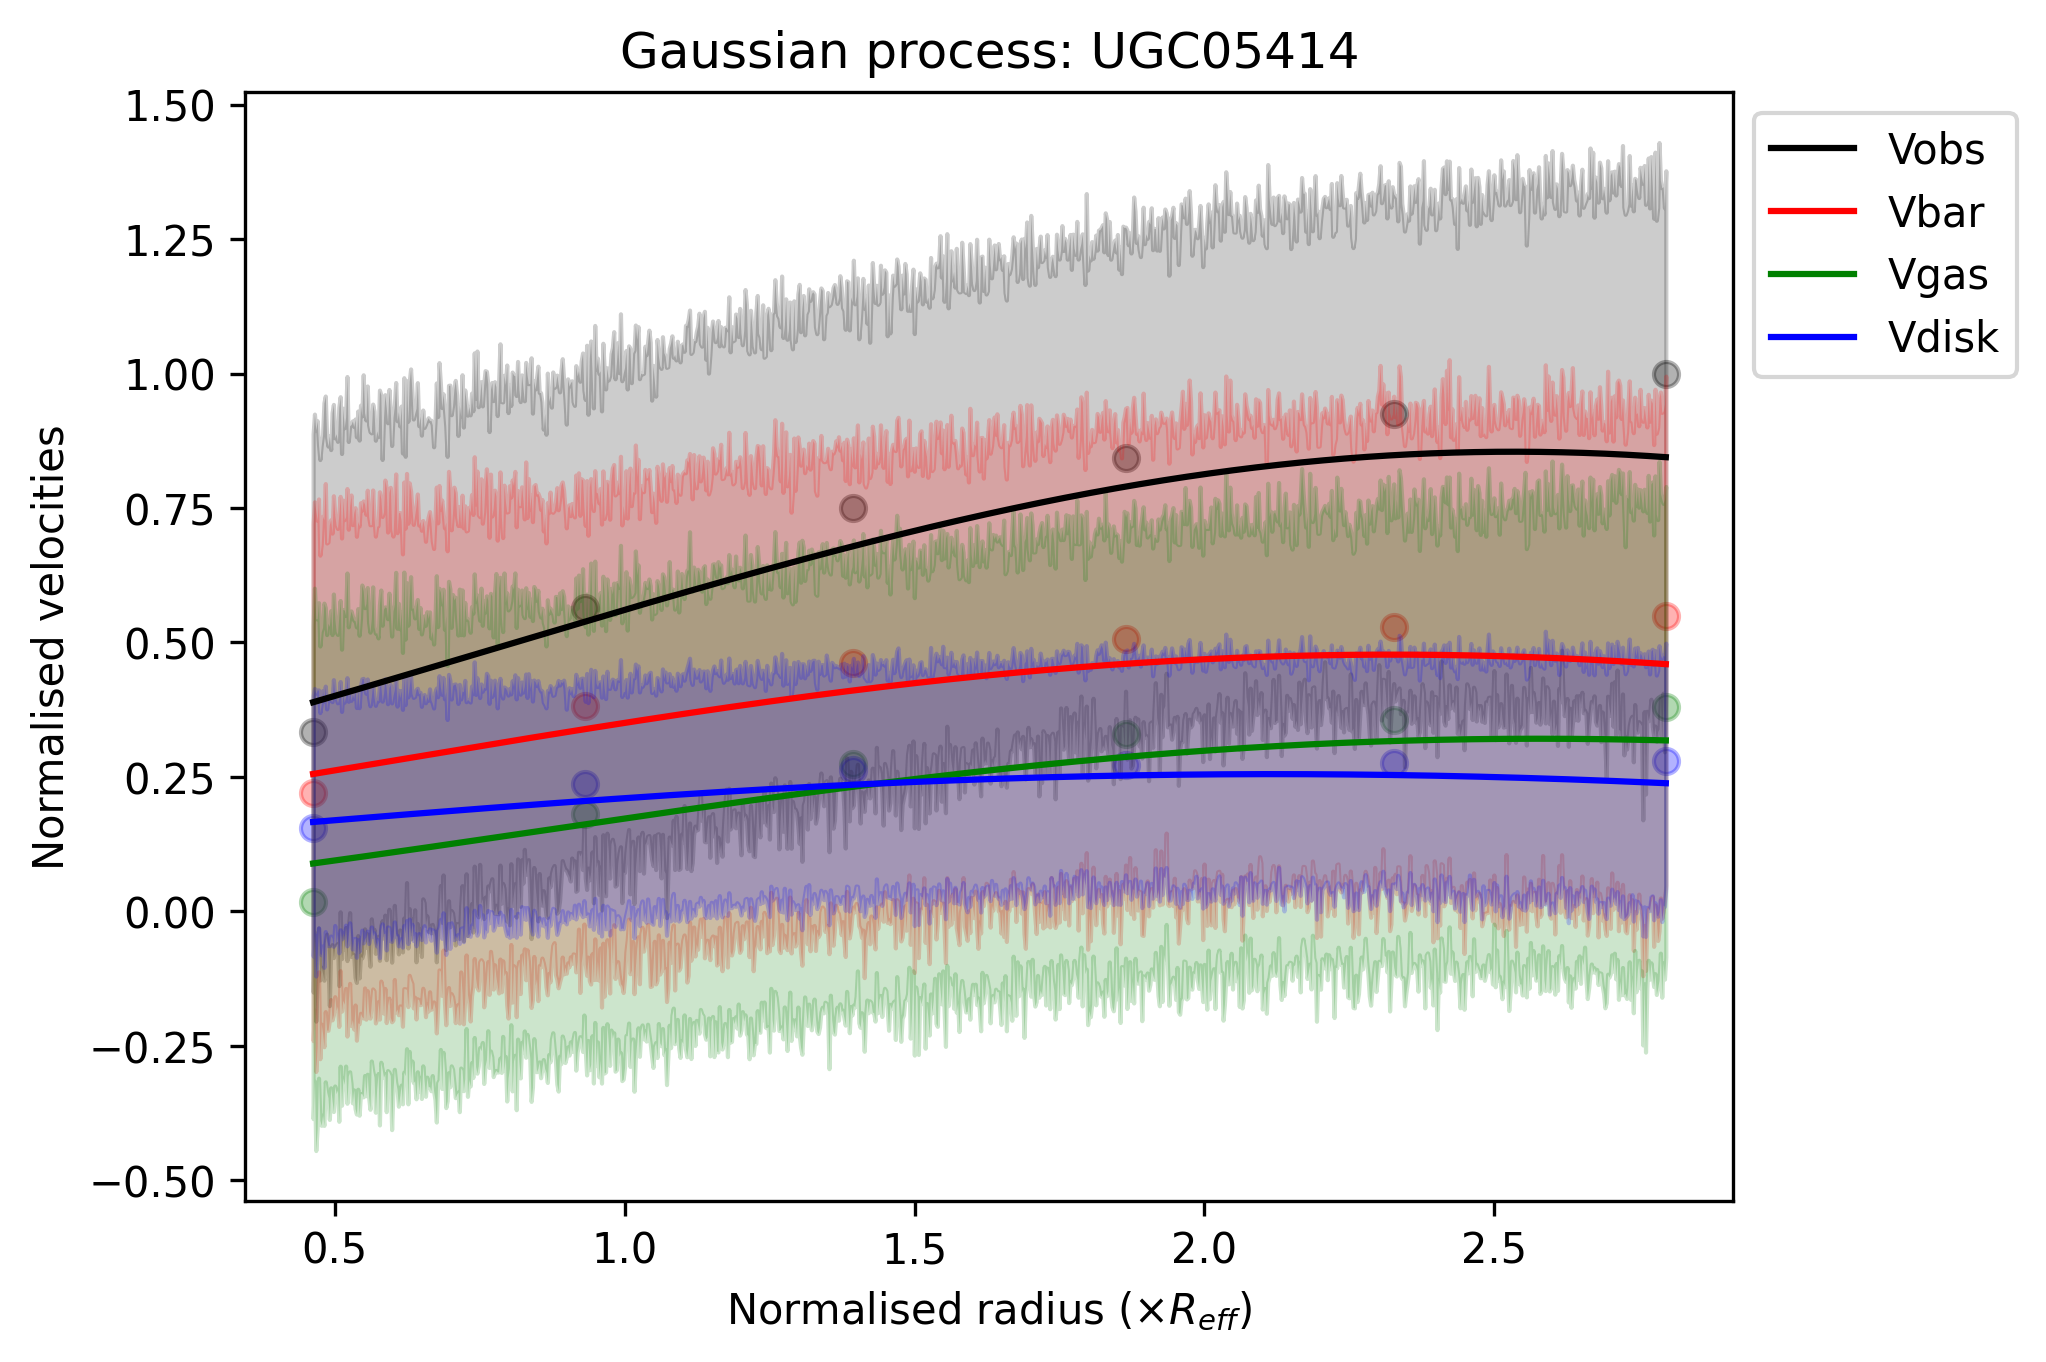 Gaussian process: UGC05414
1.50
1.25
1.00
0.75
0.50
0.25
0.00
−0.25
−0.50
Normalised velocities
0.5 1.0 1.5 2.0 2.5
Normalised radius (×R_eff)
Vobs
Vbar
Vgas
Vdisk